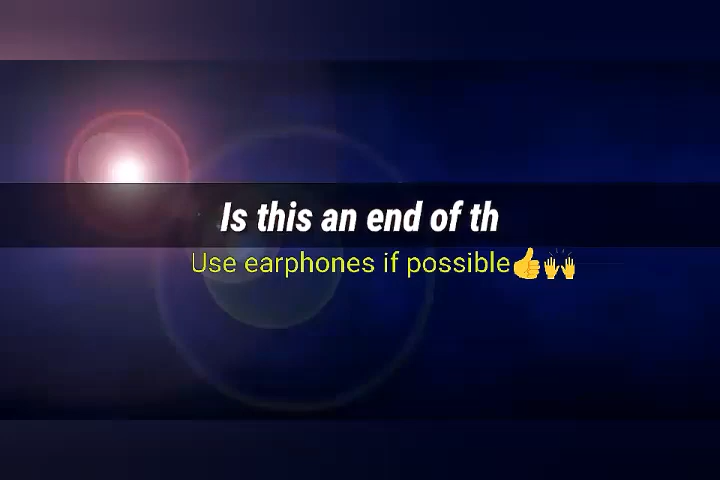 Is this an end of th
Use earphones if possible👍🙌